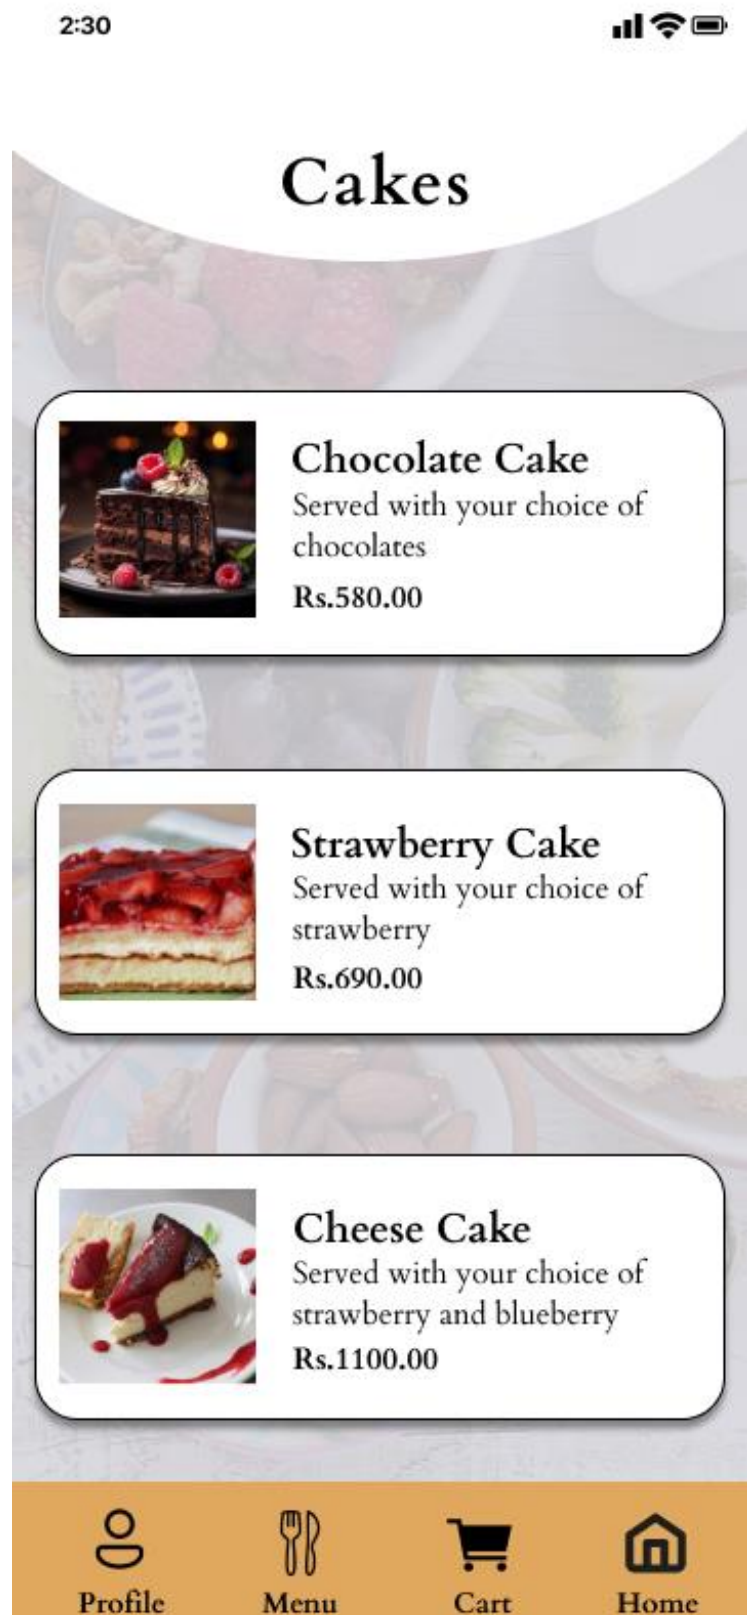 2:30
Cakes
Chocolate Cake
Served with your choice of
chocolates
Rs.580.00
Strawberry Cake
Served with your choice of
strawberry
Rs.690.00
Cheese Cake
Served with your choice of
strawberry and blueberry
Rs.1100.00
Profile Menu Cart Home